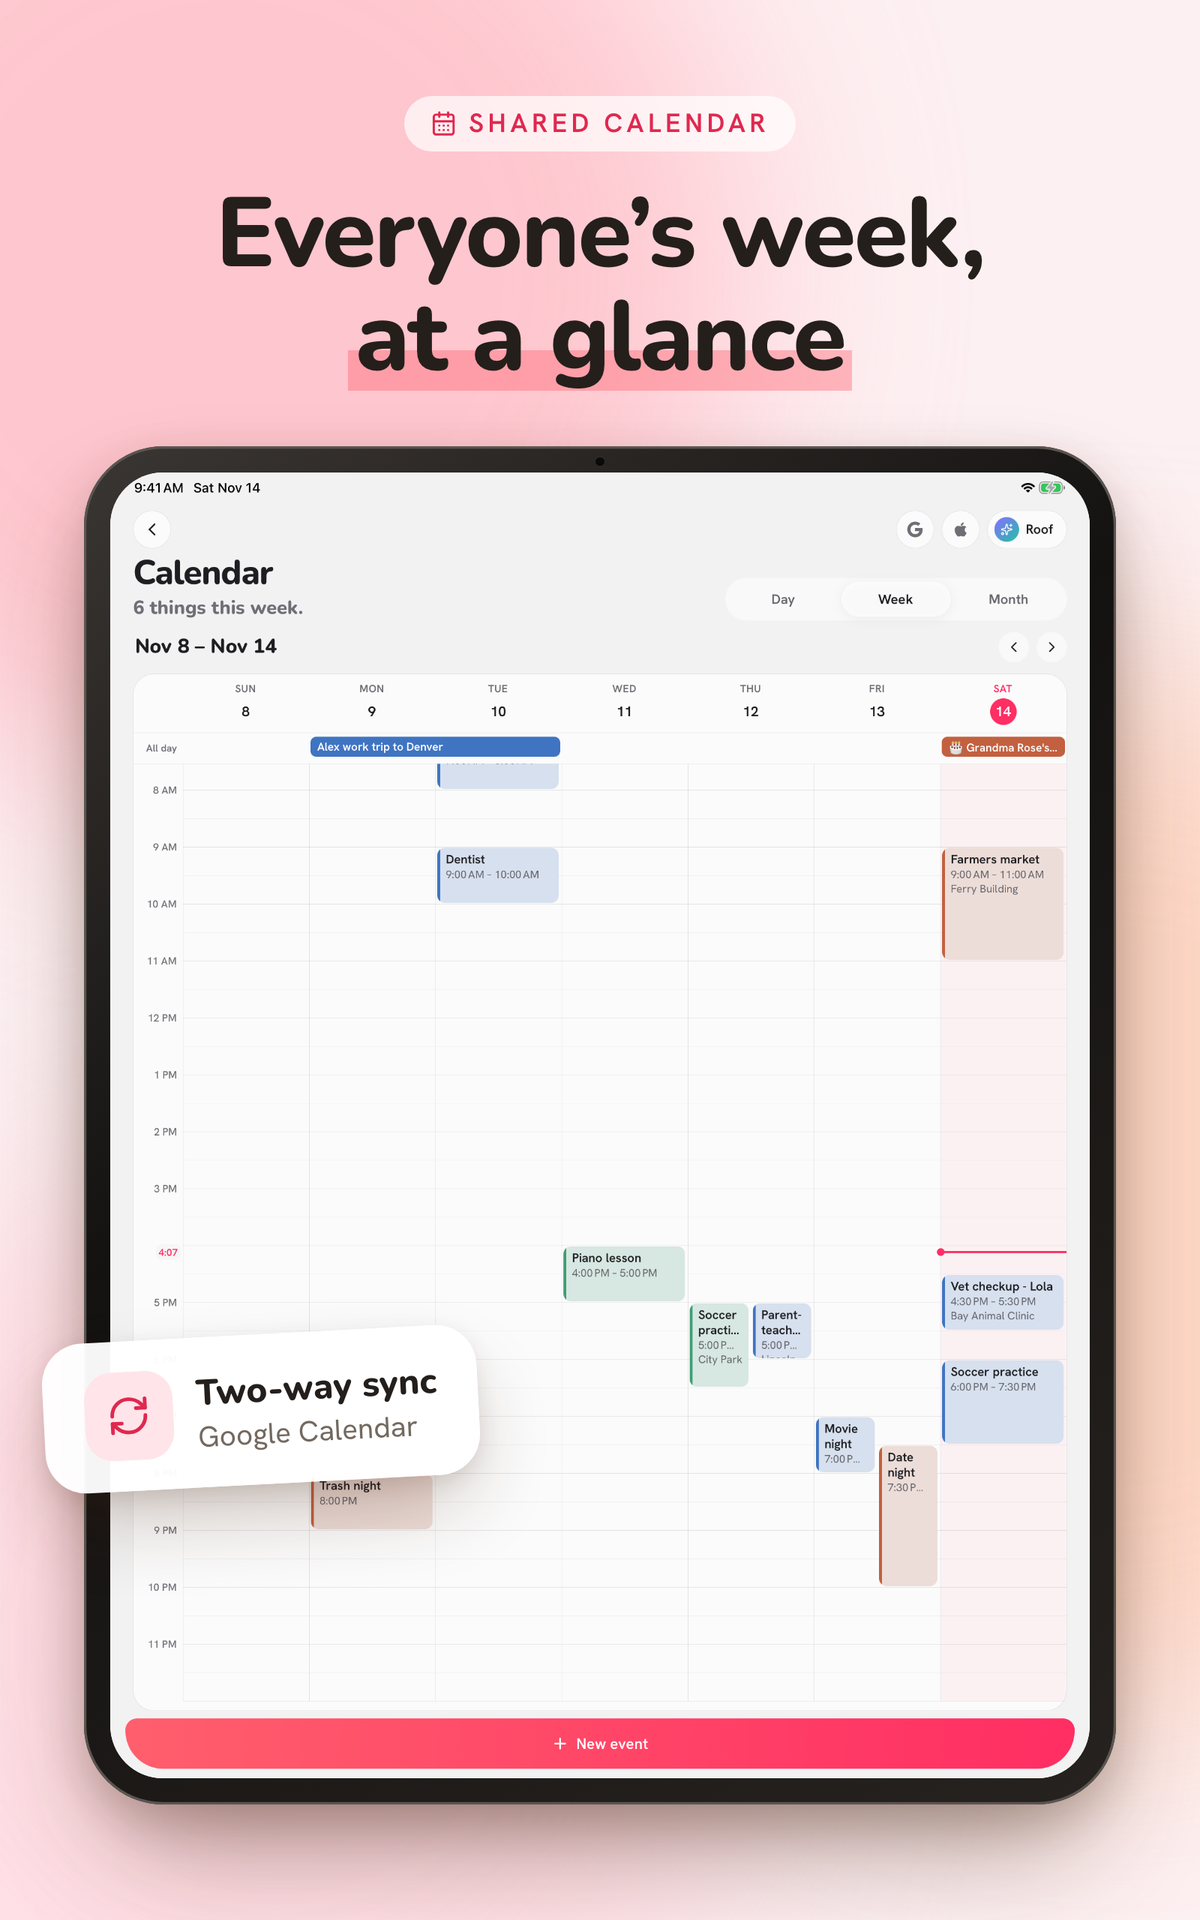 SHARED CALENDAR
Everyone’s week,
at a glance
9:41 AM Sat Nov 14
Roof
Calendar
6 things this week.
Day Week Month
Nov 8 – Nov 14
SUN MON TUE WED THU FRI SAT
8 9 10 11 12 13 14
All day
Alex work trip to Denver
Grandma Rose's...
8 AM
9 AM
Dentist
9:00 AM – 10:00 AM
Farmers market
9:00 AM – 11:00 AM
Ferry Building
10 AM
11 AM
12 PM
1 PM
2 PM
3 PM
4:07
Piano lesson
4:00 PM – 5:00 PM
Vet checkup - Lola
4:30 PM – 5:30 PM
Bay Animal Clinic
5 PM
Soccer
practi...
5:00 P...
City Park
Parent-
teach...
5:00 P...
Soccer practice
6:00 PM – 7:30 PM
Two-way sync
Google Calendar
Movie
night
7:00 P...
Date
night
7:30 P...
Trash night
8:00 PM
9 PM
10 PM
11 PM
+ New event